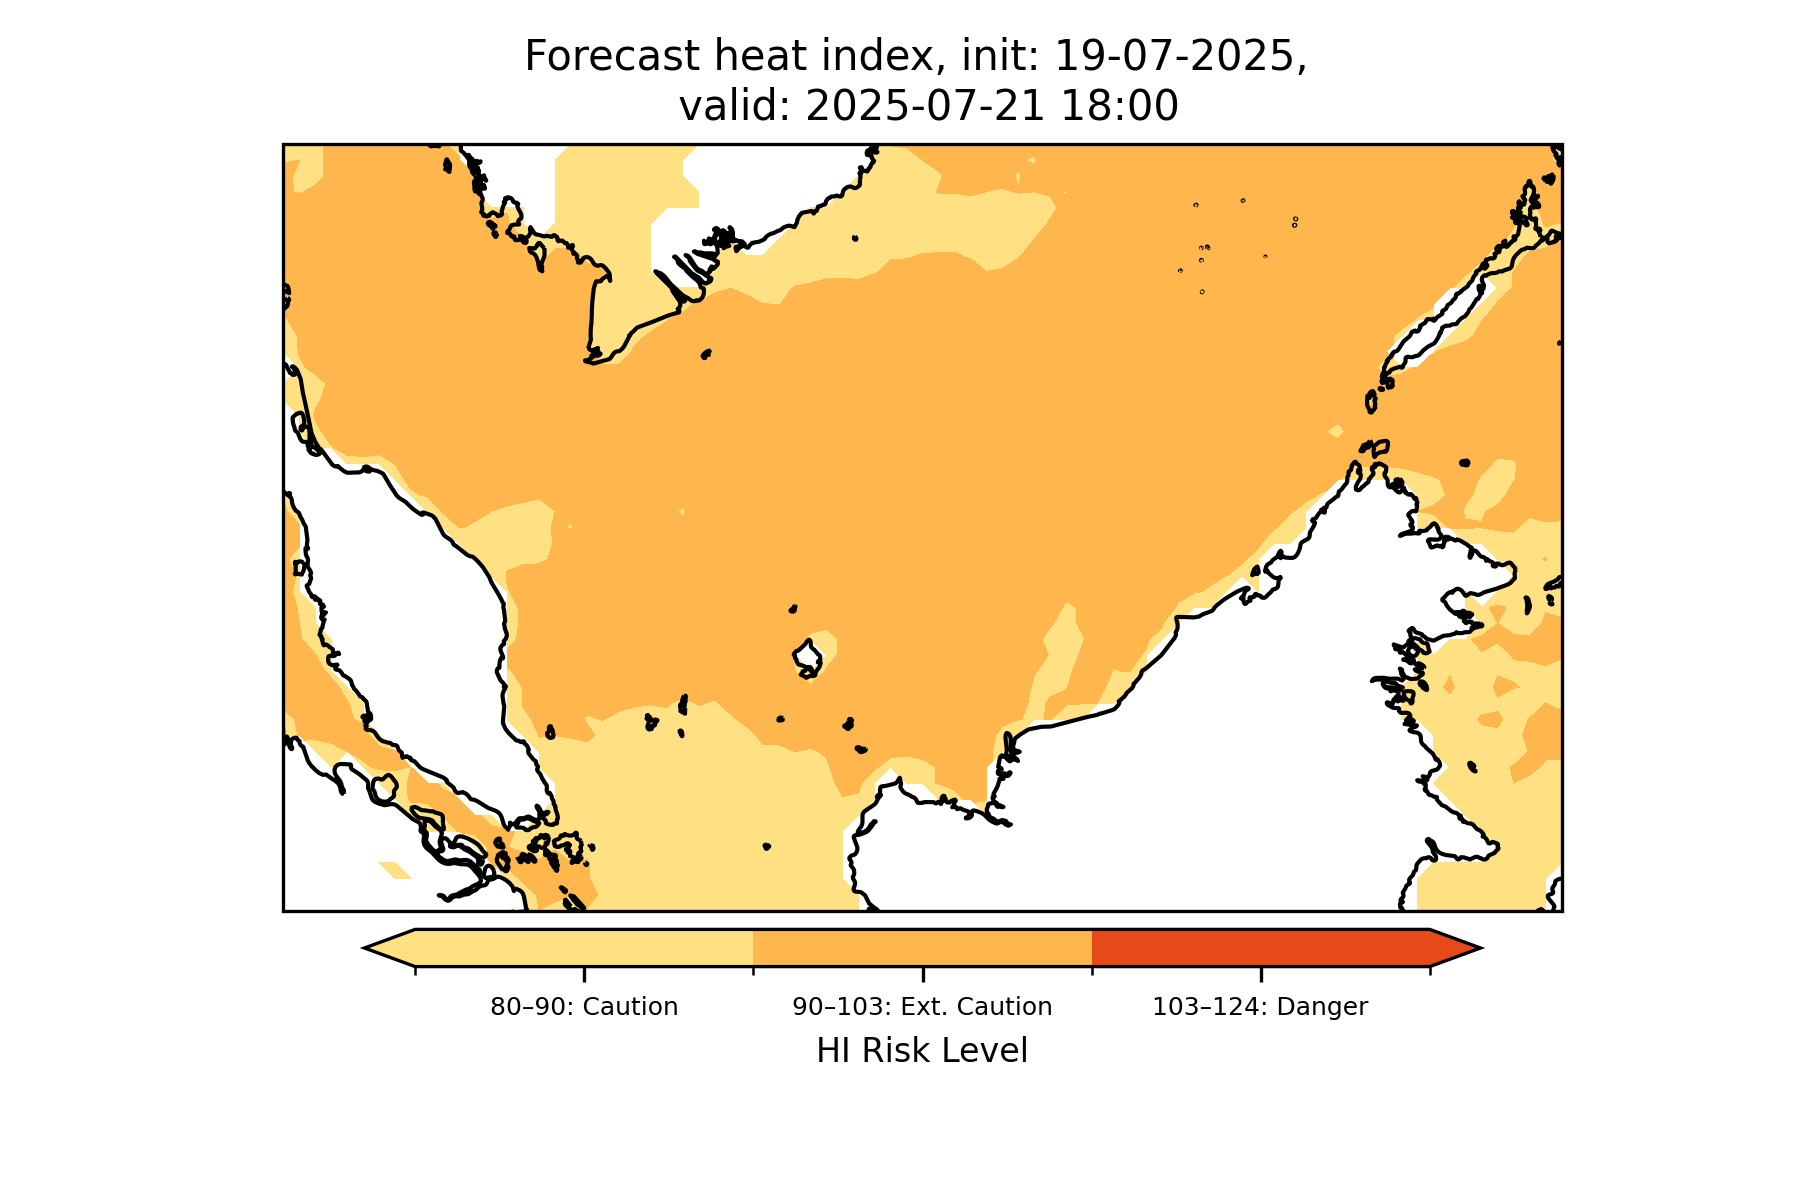 Forecast heat index, init: 19-07-2025,
valid: 2025-07-21 18:00
80–90: Caution
90–103: Ext. Caution
103–124: Danger
HI Risk Level